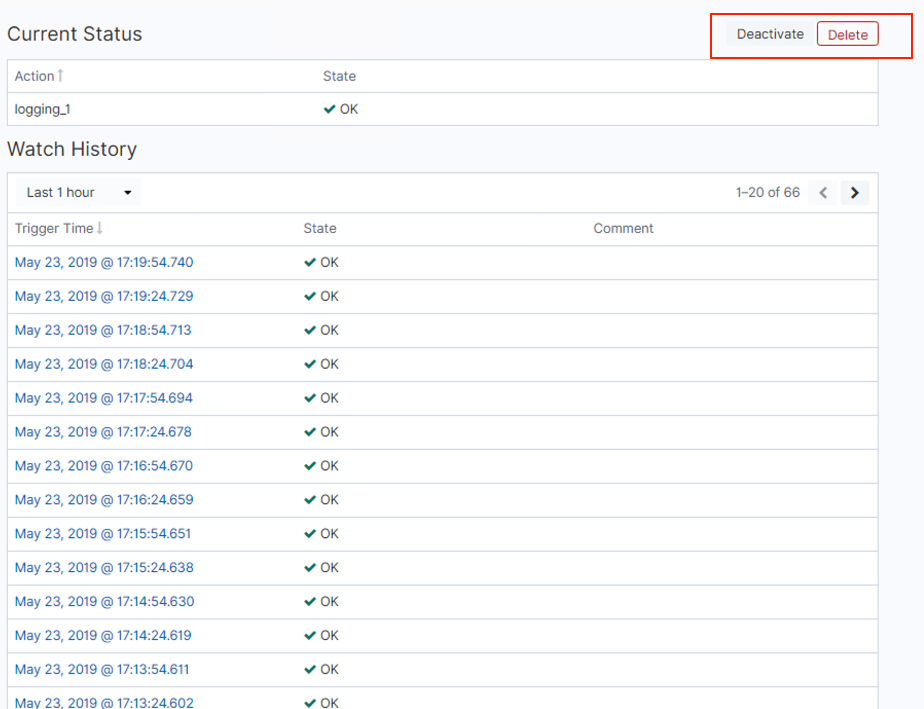 Current Status Deactivate Delete
Action↑ State
logging_1 OK
Watch History
Last 1 hour 1–20 of 66
Trigger Time↓ State Comment
May 23, 2019 @ 17:19:54.740 OK
May 23, 2019 @ 17:19:24.729 OK
May 23, 2019 @ 17:18:54.713 OK
May 23, 2019 @ 17:18:24.704 OK
May 23, 2019 @ 17:17:54.694 OK
May 23, 2019 @ 17:17:24.678 OK
May 23, 2019 @ 17:16:54.670 OK
May 23, 2019 @ 17:16:24.659 OK
May 23, 2019 @ 17:15:54.651 OK
May 23, 2019 @ 17:15:24.638 OK
May 23, 2019 @ 17:14:54.630 OK
May 23, 2019 @ 17:14:24.619 OK
May 23, 2019 @ 17:13:54.611 OK
May 23, 2019 @ 17:13:24.602 OK